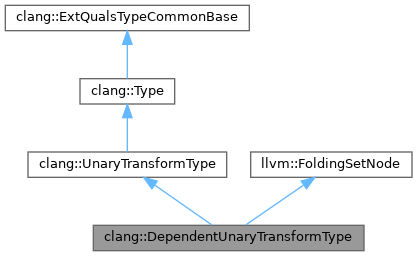 clang::ExtQualsTypeCommonBase
clang::Type
clang::UnaryTransformType
llvm::FoldingSetNode
clang::DependentUnaryTransformType